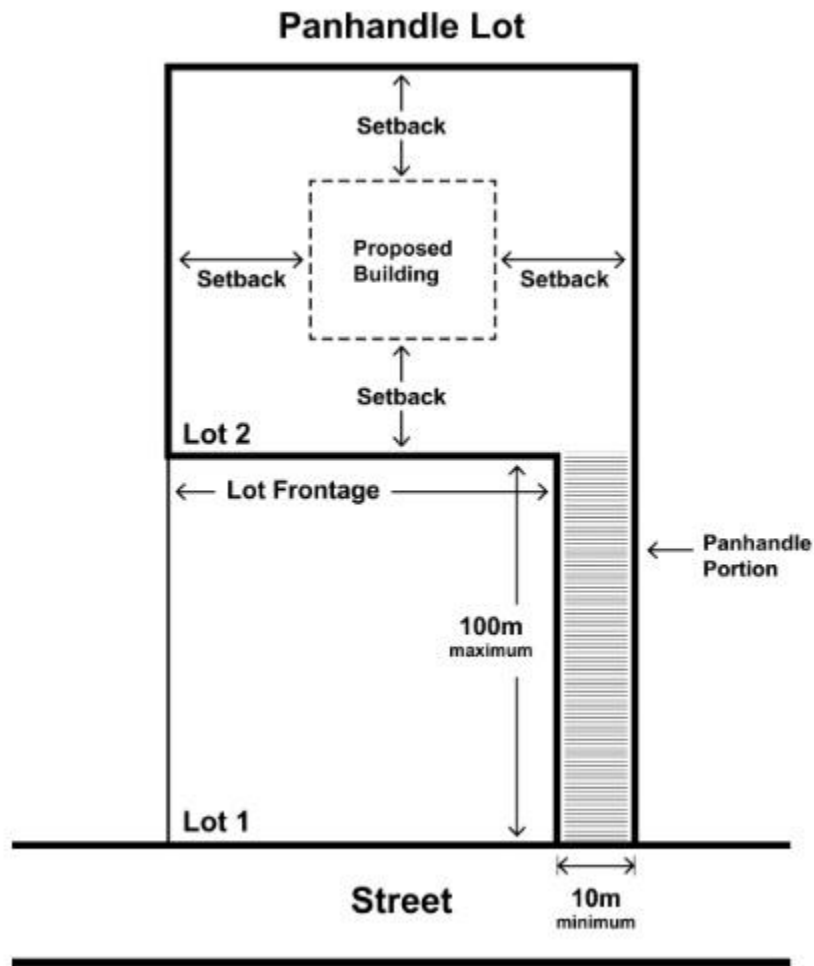 Panhandle Lot
Setback
Proposed
Building
Setback
Setback
Setback
Lot 2
Lot Frontage
Panhandle
Portion
100m
maximum
Lot 1
Street
10m
minimum